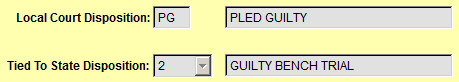 Local Court Disposition: PG PLED GUILTY
Tied To State Disposition: 2 GUILTY BENCH TRIAL